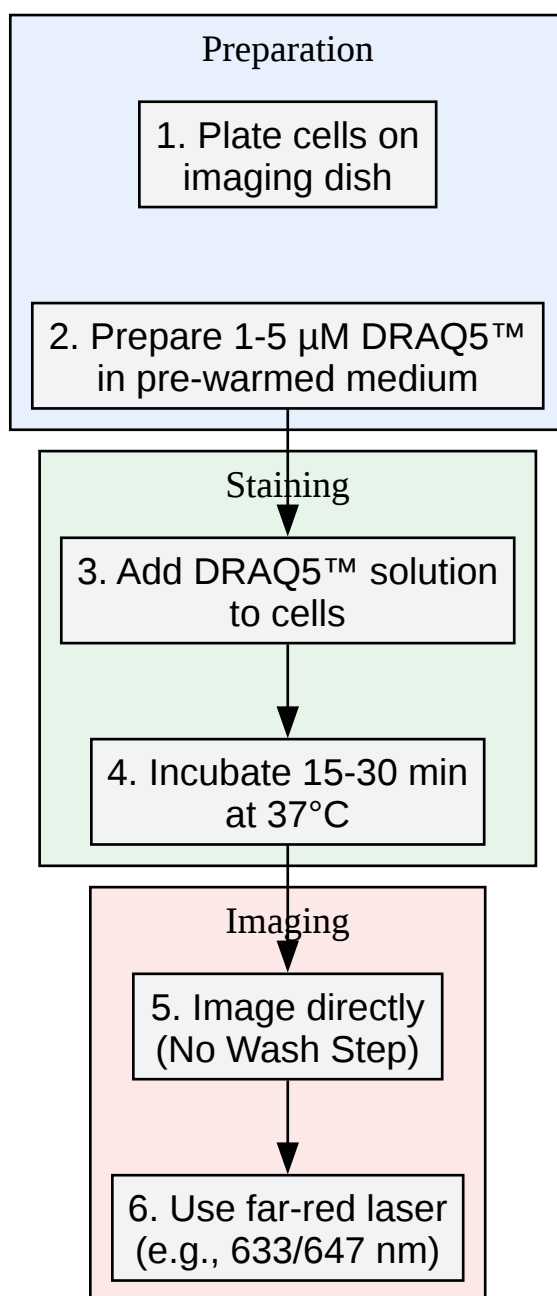 Preparation
1. Plate cells on
imaging dish
2. Prepare 1-5 µM DRAQ5™
in pre-warmed medium
Staining
3. Add DRAQ5™ solution
to cells
4. Incubate 15-30 min
at 37°C
Imaging
5. Image directly
(No Wash Step)
6. Use far-red laser
(e.g., 633/647 nm)